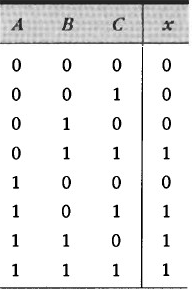 A B C x
0 0 0 0
0 0 1 0
0 1 0 0
0 1 1 1
1 0 0 0
1 0 1 1
1 1 0 1
1 1 1 1